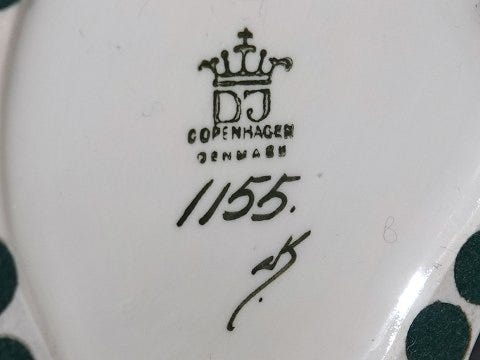 DJ
COPENHAGEN
DENMARK
1155.